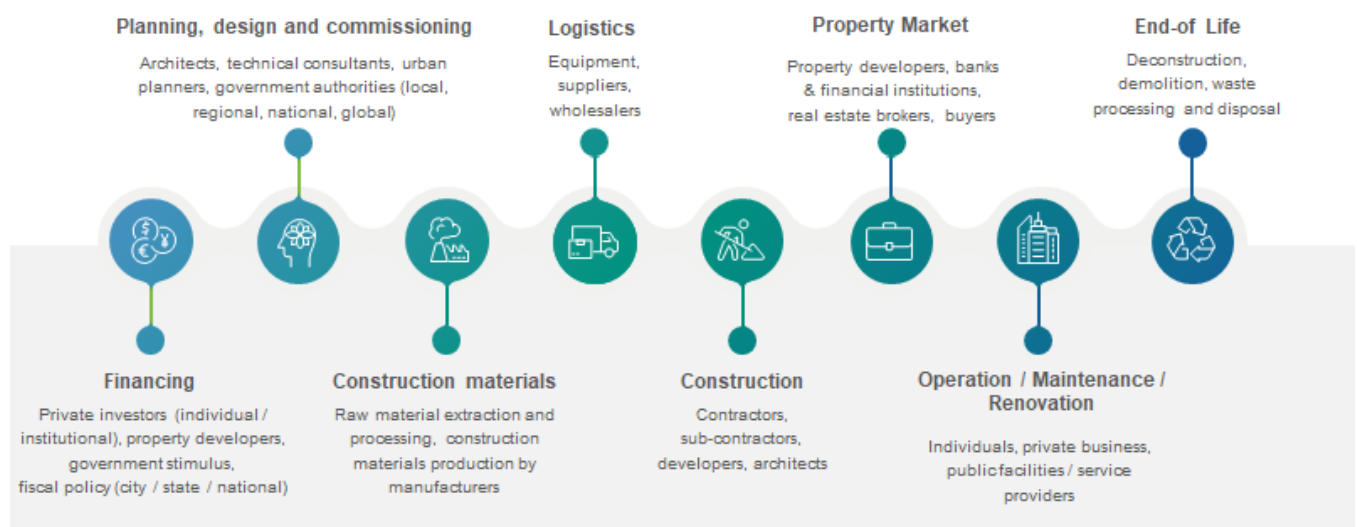 Planning, design and commissioning
Architects, technical consultants, urban
planners, government authorities (local,
regional, national, global)
Logistics
Equipment,
suppliers,
wholesalers
Property Market
Property developers, banks
& financial institutions,
real estate brokers, buyers
End-of Life
Deconstruction,
demolition, waste
processing and disposal
$
¥
€
Financing
Private investors (individual /
institutional), property developers,
government stimulus,
fiscal policy (city / state / national)
Construction materials
Raw material extraction and
processing, construction
materials production by
manufacturers
Construction
Contractors,
sub-contractors,
developers, architects
Operation / Maintenance /
Renovation
Individuals, private business,
public facilities / service
providers